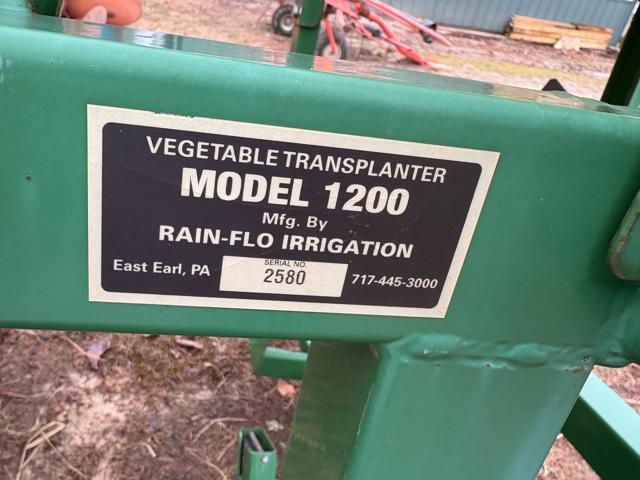 VEGETABLE TRANSPLANTER
MODEL 1200
Mfg. By
RAIN-FLO IRRIGATION
East Earl, PA
SERIAL NO.
2580
717-445-3000